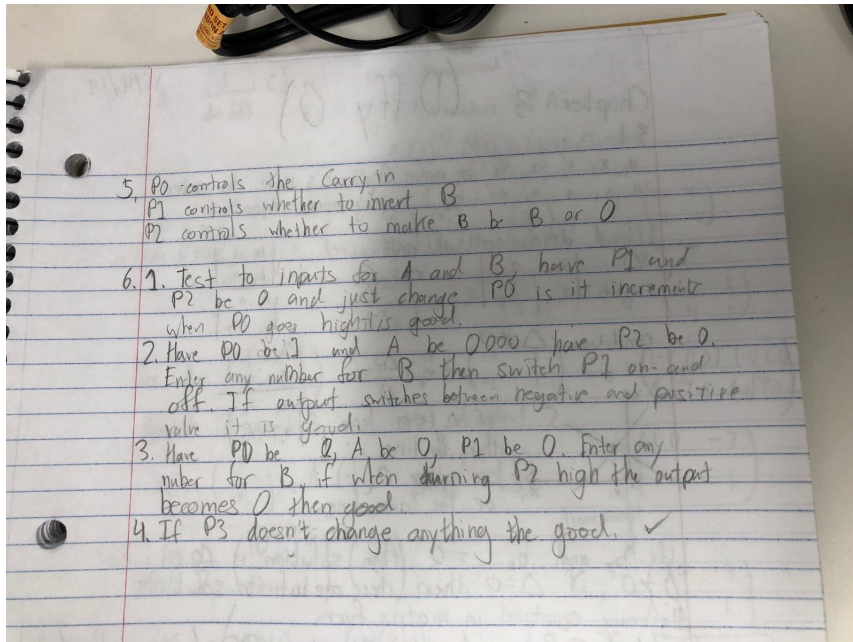 5. P0 controls the Carry in
P1 controls whether to invert B
P2 controls whether to make B be B or 0
6. 1. Test to inputs for A and B, have P1 and
P2 be 0 and just change P0 is it increments
when P0 goes high it is good.
2. Have P0 be 1 and A be 0000 have P2 be 0.
Enter any number for B then switch P1 on and
off. If output switches between negative and positive
value it is good.
3. Have P0 be 0, A be 0, P1 be 0. Enter any
nuber for B, if when turning P2 high the output
becomes 0 then good.
4. If P3 doesn't change anything the good. ✓